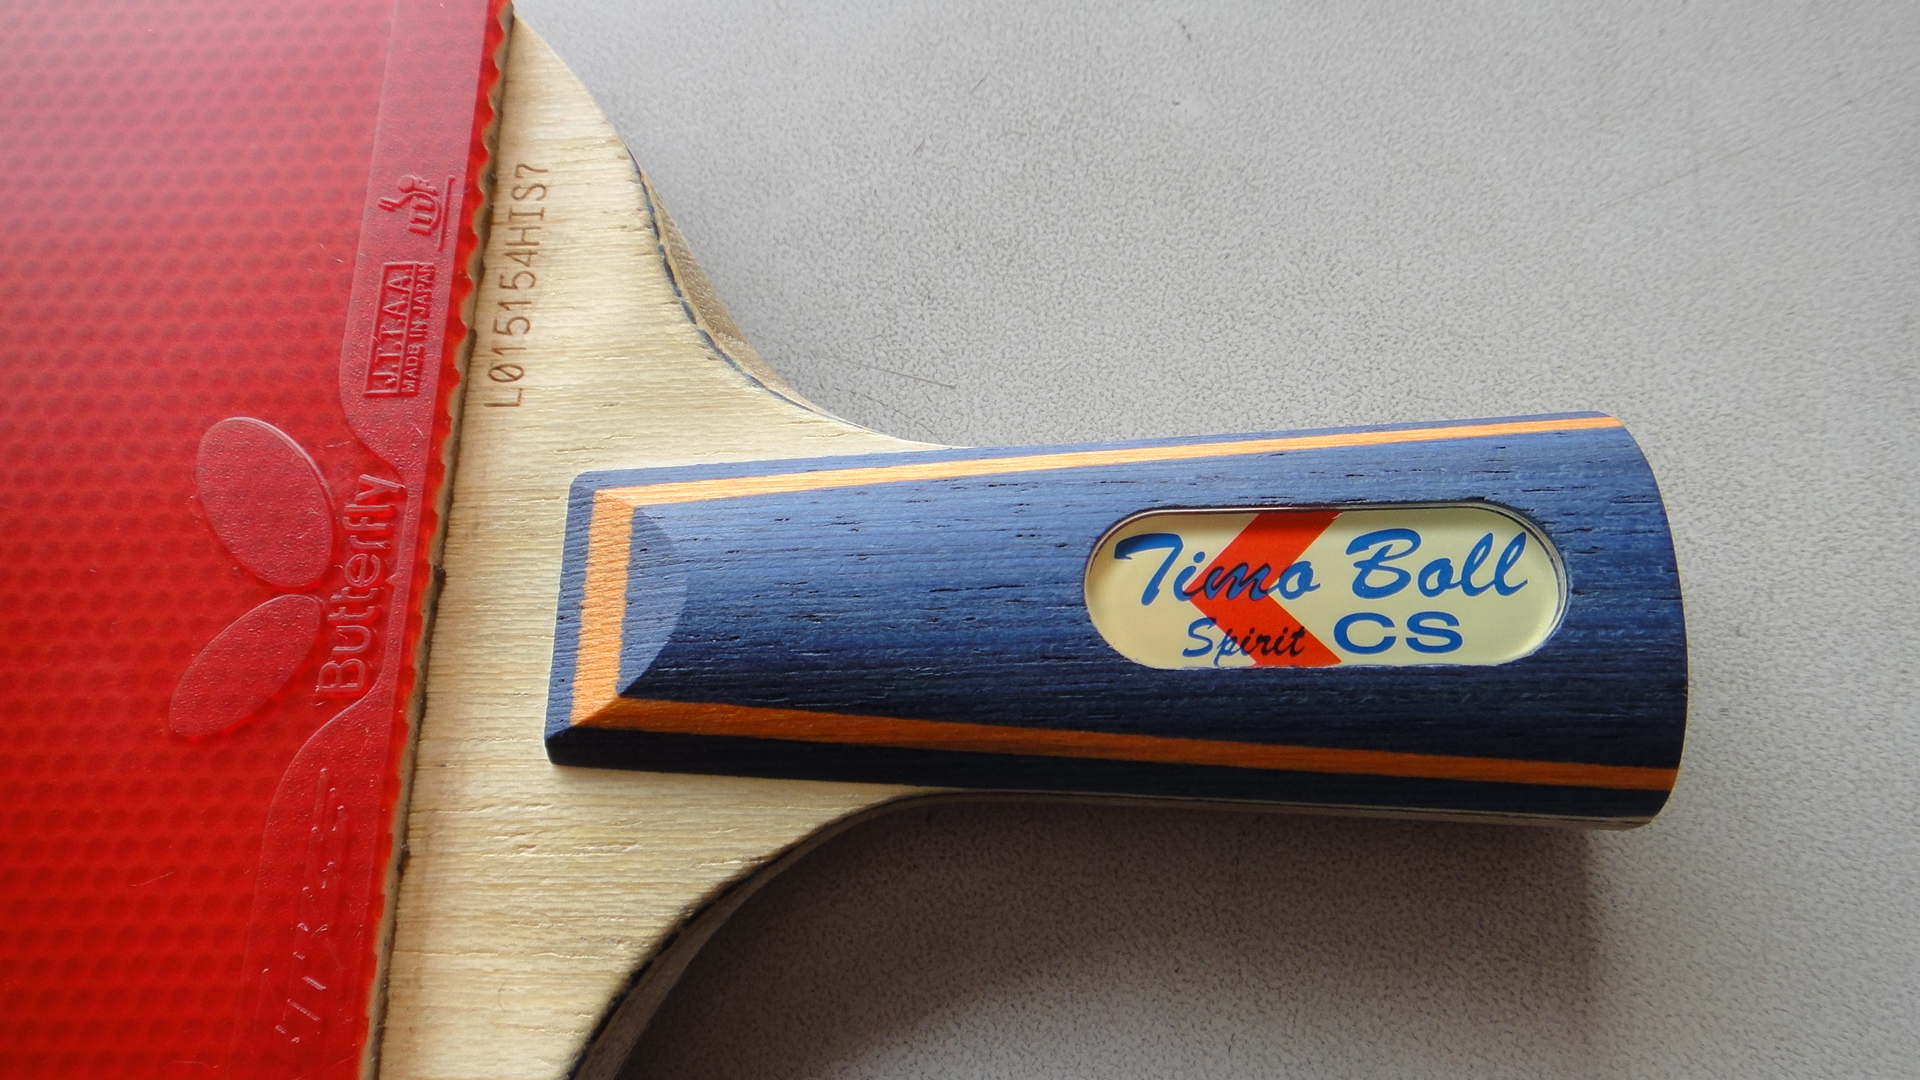 L015154HIS7
J.T.T.A.A.
MADE IN JAPAN
Butterfly
Timo Boll
Spirit CS